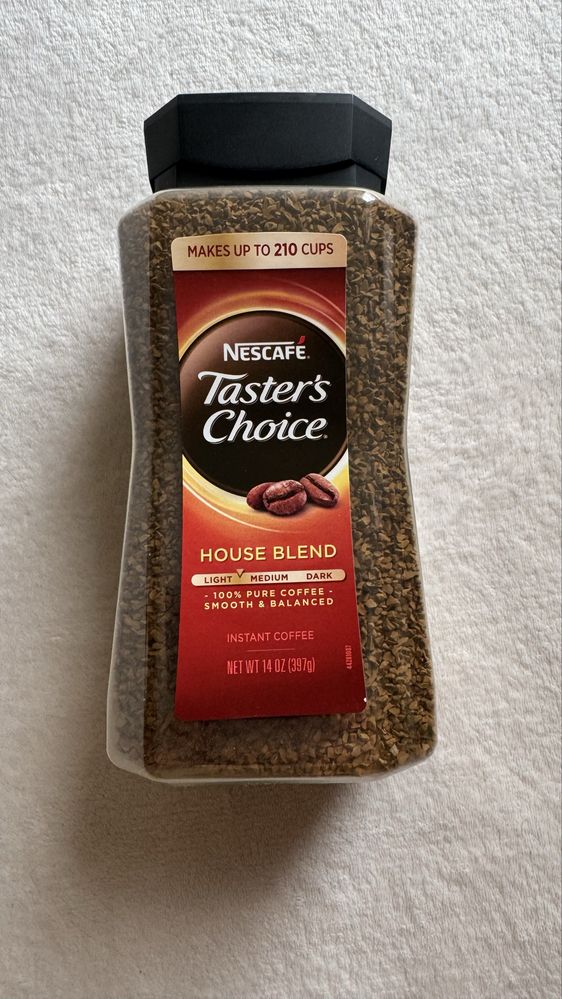 MAKES UP TO 210 CUPS
NESCAFÉ®
Taster's
Choice®
HOUSE BLEND
LIGHT MEDIUM DARK
- 100% PURE COFFEE -
SMOOTH & BALANCED
INSTANT COFFEE
NET WT 14 OZ (397g)